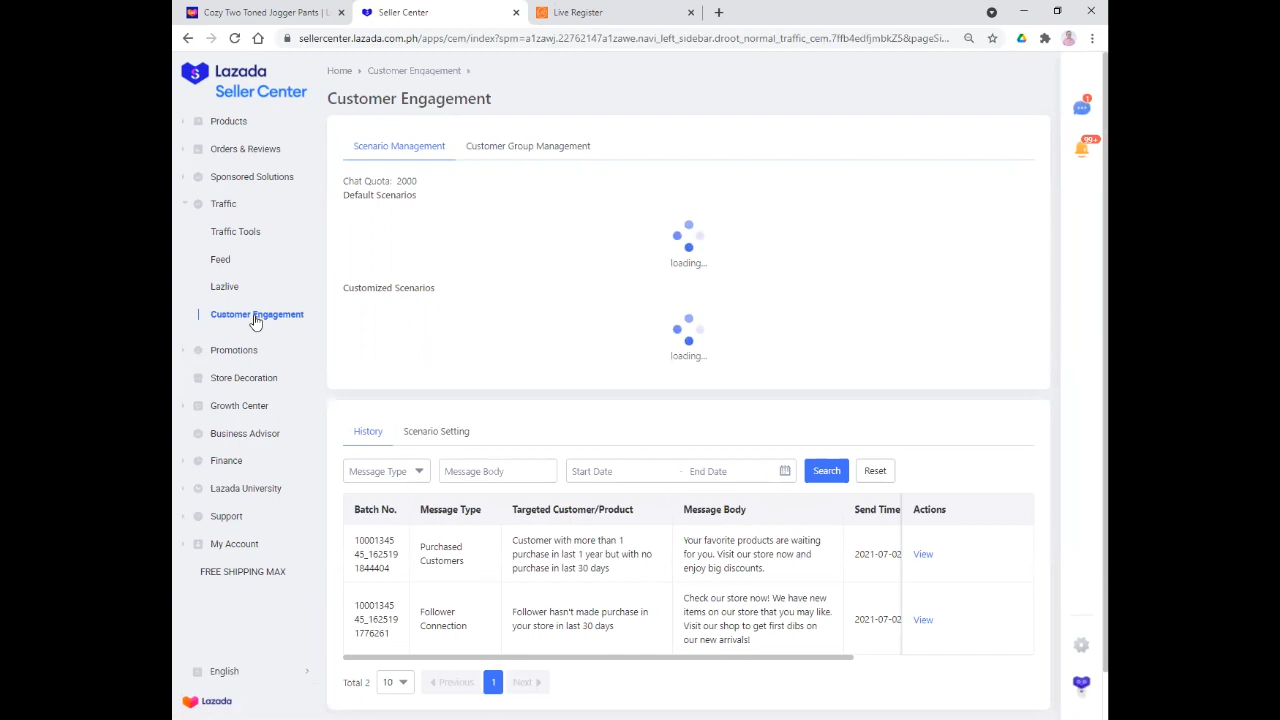 Cozy Two Toned Jogger Pants | L
Seller Center
Live Register
sellercenter.lazada.com.ph/apps/cem/index?spm=a1zawj.22762147a1zawe.navi_left_sidebar.droot_normal_traffic_cem.7ffb4edfjmbkZ5&pageSi...
Lazada
Seller Center
Home
Customer Engagement
Customer Engagement
1
99+
Products
Orders & Reviews
Sponsored Solutions
Traffic
Traffic Tools
Feed
Lazlive
Customer Engagement
Promotions
Store Decoration
Growth Center
Business Advisor
Finance
Lazada University
Support
My Account
FREE SHIPPING MAX
English
Lazada
Scenario Management
Customer Group Management
Chat Quota: 2000
Default Scenarios
loading...
Customized Scenarios
loading...
History
Scenario Setting
Message Type
Message Body
Start Date - End Date
Search
Reset
Batch No.
Message Type
Targeted Customer/Product
Message Body
Send Time
Actions
10001345
45_162519
1844404
Purchased
Customers
Customer with more than 1
purchase in last 1 year but with no
purchase in last 30 days
Your favorite products are waiting
for you. Visit our store now and
enjoy big discounts.
2021-07-02
View
10001345
45_162519
1776261
Follower
Connection
Follower hasn't made purchase in
your store in last 30 days
Check our store now! We have new
items on our store that you may like.
Visit our shop to get first dibs on
our new arrivals!
2021-07-02
View
Total 2
10
Previous
1
Next